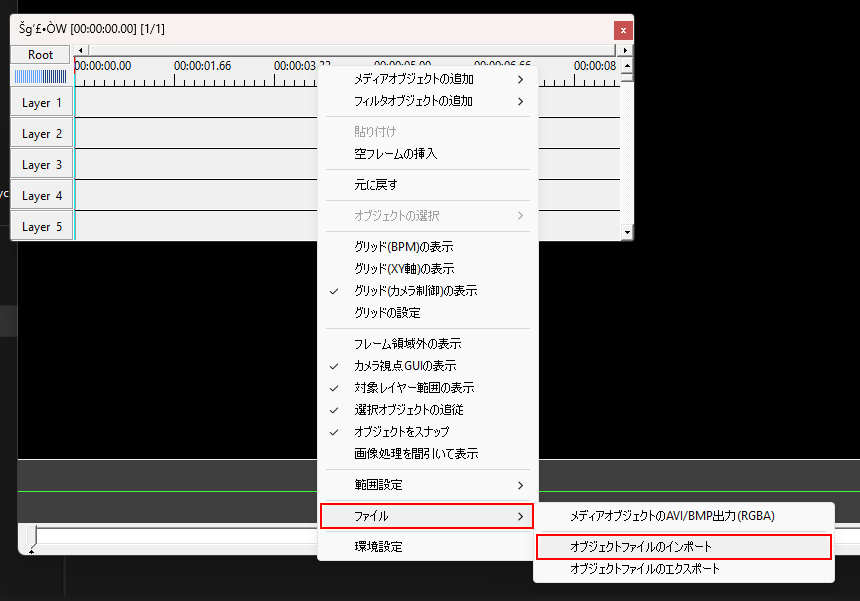 Šg’£•ÒW [00:00:00.00] [1/1]
Root
00:00:00.00 00:00:01.66 00:00:03.33 00:00:05.00 00:00:06.66 00:00:08
Layer 1
Layer 2
Layer 3
Layer 4
Layer 5
メディアオブジェクトの追加
フィルタオブジェクトの追加
貼り付け
空フレームの挿入
元に戻す
オブジェクトの選択
グリッド(BPM)の表示
グリッド(XY軸)の表示
グリッド(カメラ制御)の表示
グリッドの設定
フレーム領域外の表示
カメラ視点GUIの表示
対象レイヤー範囲の表示
選択オブジェクトの追従
オブジェクトをスナップ
画像処理を間引いて表示
範囲設定
ファイル
環境設定
メディアオブジェクトのAVI/BMP出力(RGBA)
オブジェクトファイルのインポート
オブジェクトファイルのエクスポート